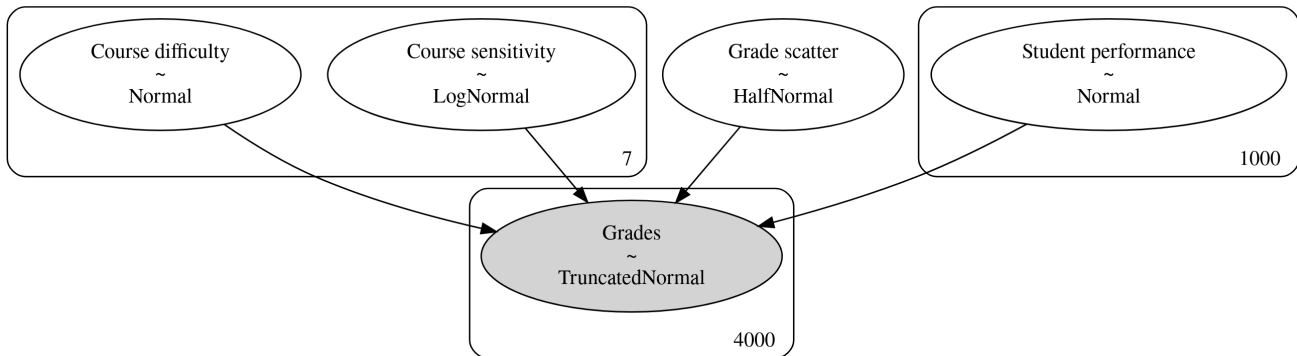 Course difficulty
~
Normal
Course sensitivity
~
LogNormal
Grade scatter
~
HalfNormal
Student performance
~
Normal
7
1000
Grades
~
TruncatedNormal
4000